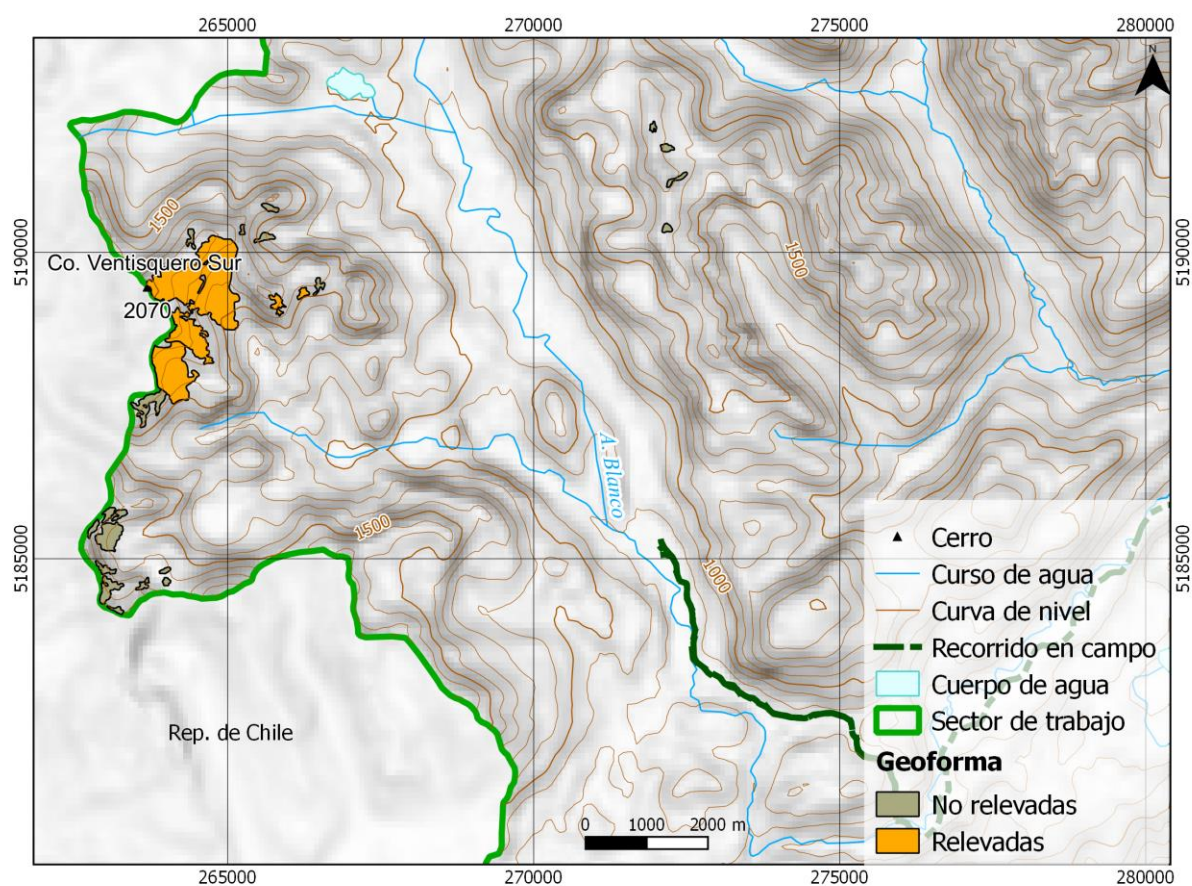 265000
270000
275000
280000
N
1500
5190000
5190000
1500
Co. Ventisquero Sur
2070
A. Blanco
1500
5185000
5185000
1000
Cerro
Curso de agua
Curva de nivel
Recorrido en campo
Cuerpo de agua
Sector de trabajo
Rep. de Chile
Geoforma
No relevadas
Relevadas
0 1000 2000 m
265000
270000
275000
280000